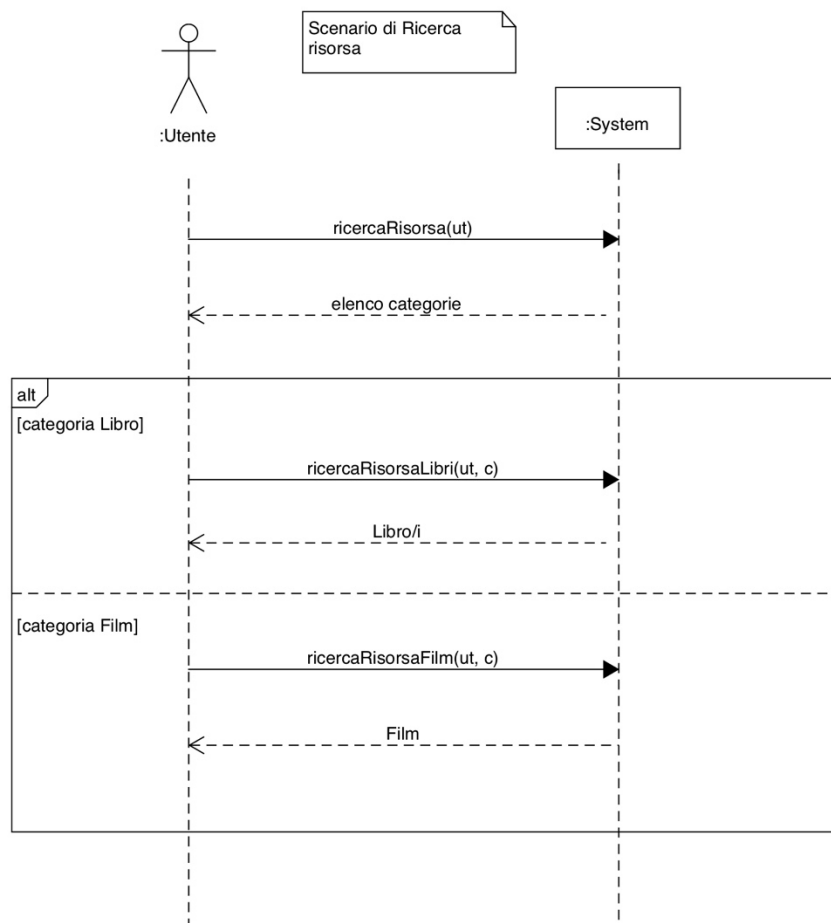 Scenario di Ricerca
risorsa
:Utente
:System
ricercaRisorsa(ut)
elenco categorie
alt
[categoria Libro]
ricercaRisorsaLibri(ut, c)
Libro/i
[categoria Film]
ricercaRisorsaFilm(ut, c)
Film